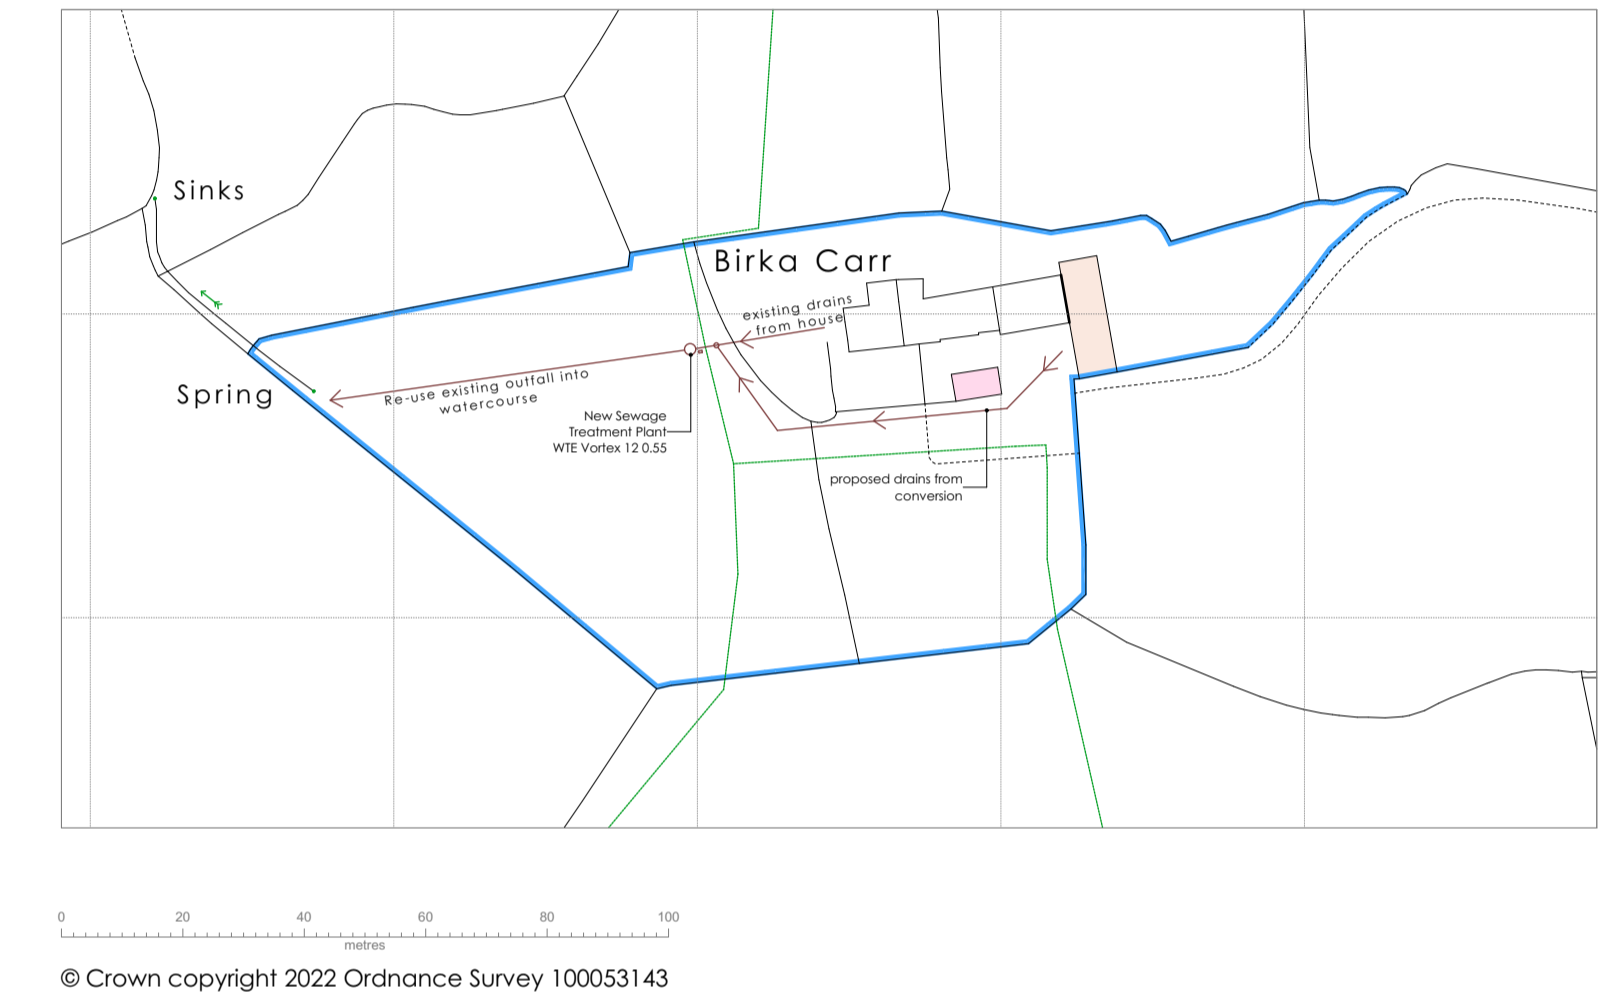 Sinks
Birka Carr
existing drains
from house
Re-use existing outfall into
watercourse
Spring
New Sewage
Treatment Plant
WTE Vortex 12 0.55
proposed drains from
conversion
0 20 40 60 80 100
metres
© Crown copyright 2022 Ordnance Survey 100053143